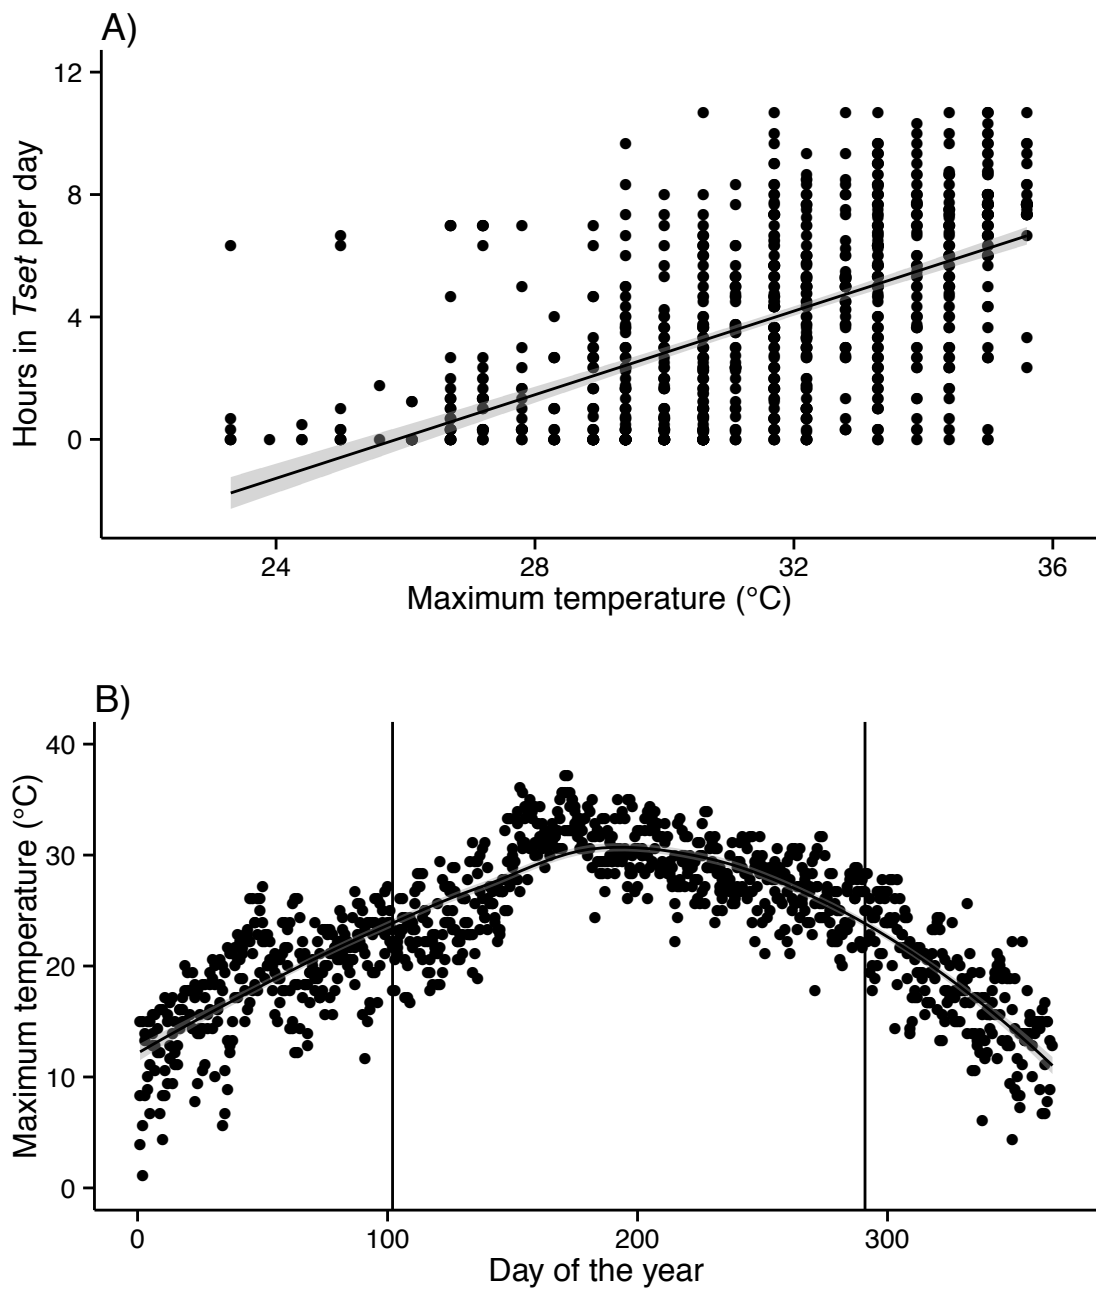 A)
12
8
4
0
Hours in Tset per day
24 28 32 36
Maximum temperature (°C)
B)
40
30
20
10
0
Maximum temperature (°C)
0 100 200 300
Day of the year